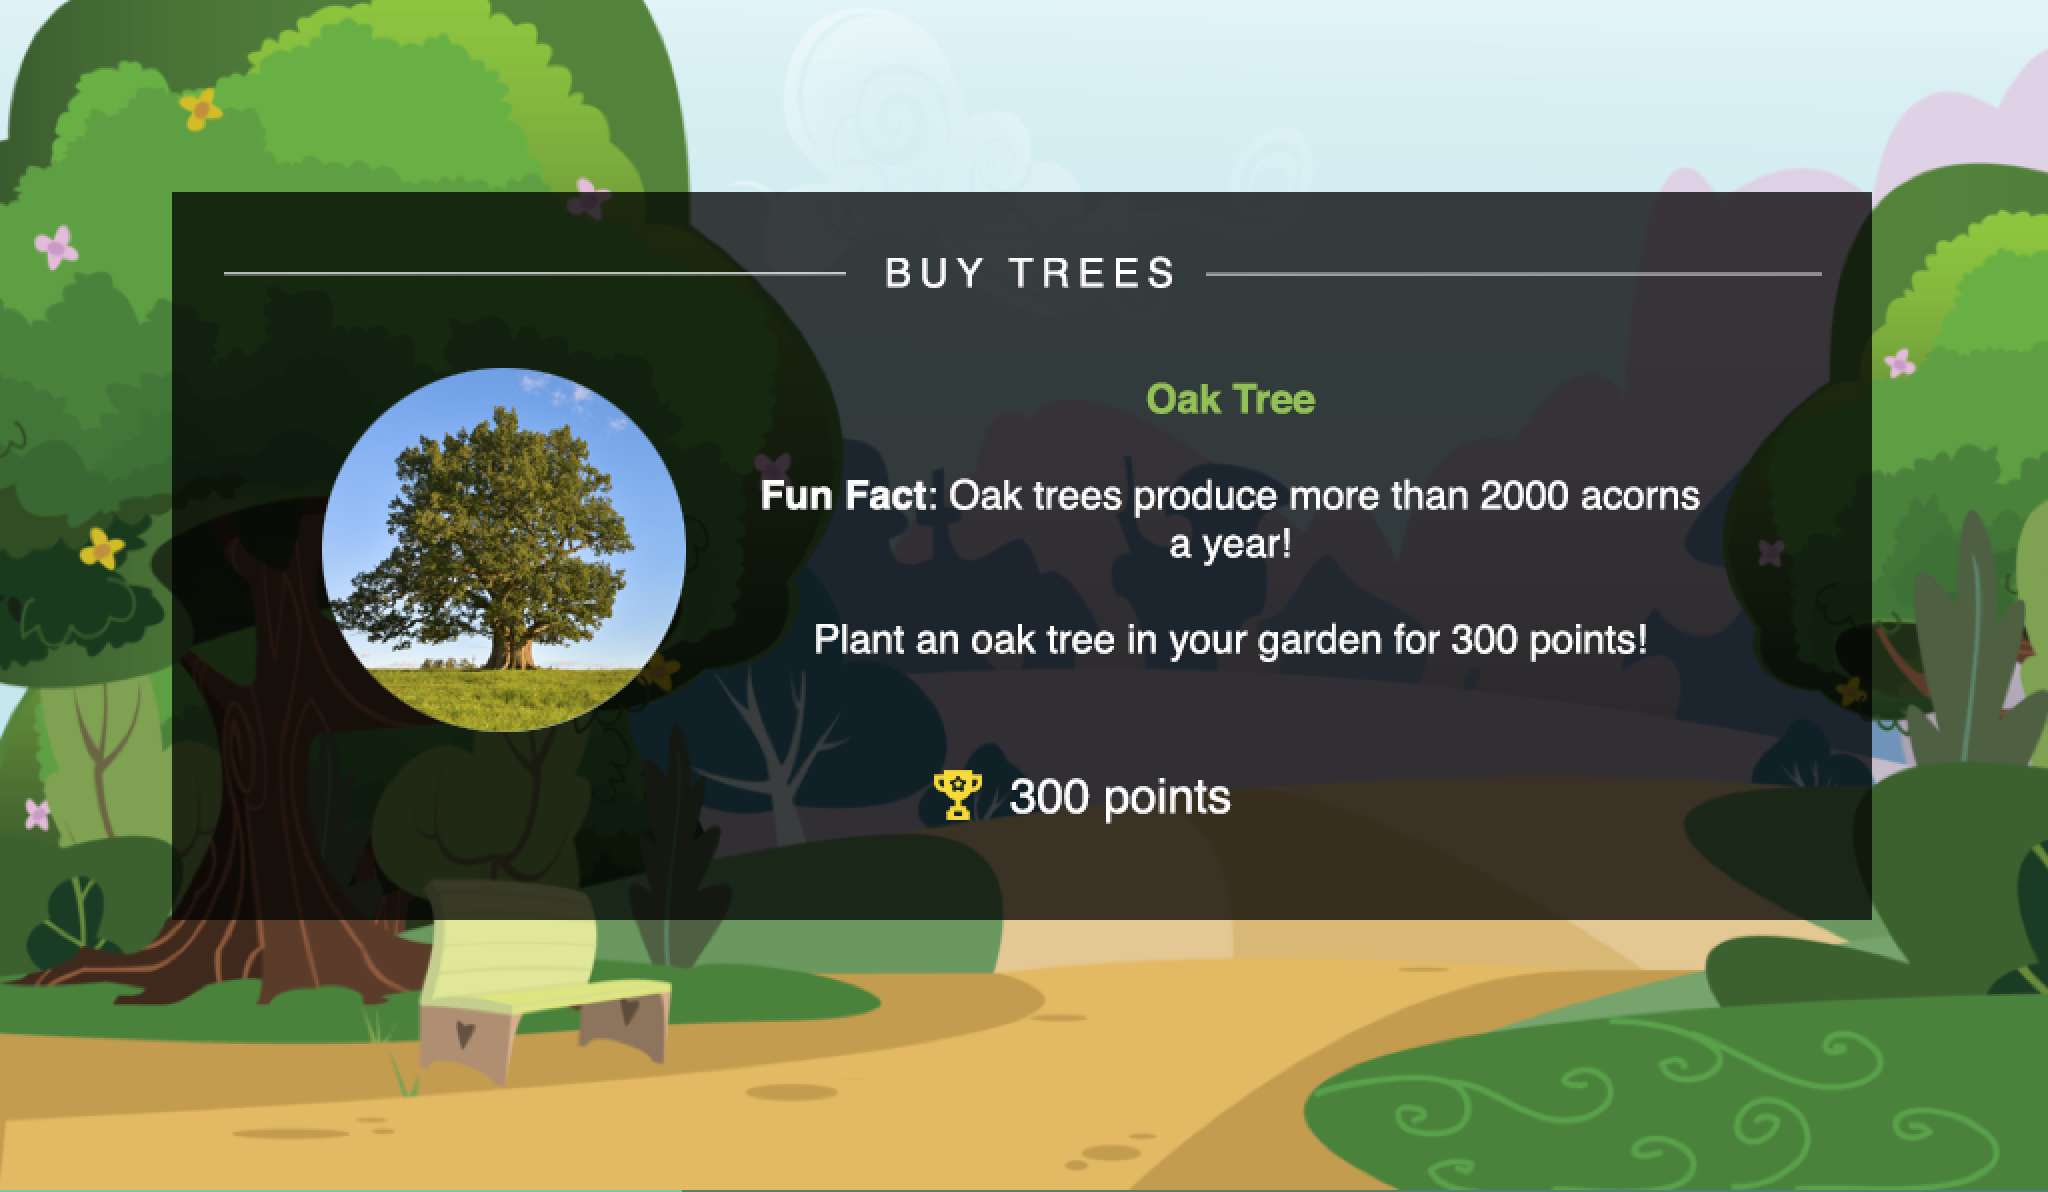 BUY TREES
Oak Tree
Fun Fact: Oak trees produce more than 2000 acorns
a year!
Plant an oak tree in your garden for 300 points!
300 points